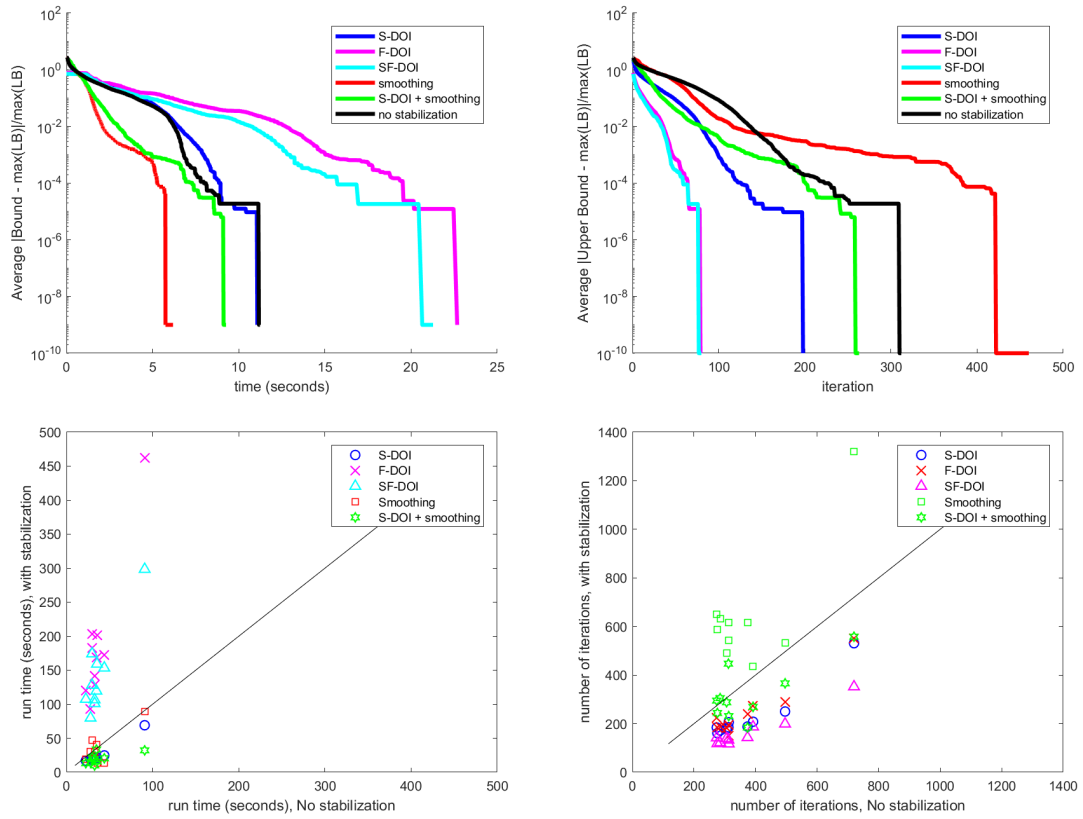 Average |Bound - max(LB))|/max(LB)
10^2
10^0
10^-2
10^-4
10^-6
10^-8
10^-10
0
5
10
15
20
25
time (seconds)
S-DOI
F-DOI
SF-DOI
smoothing
S-DOI + smoothing
no stabilization
Average |Upper Bound - max(LB))|/max(LB)
10^2
10^0
10^-2
10^-4
10^-6
10^-8
10^-10
0
100
200
300
400
500
iteration
S-DOI
F-DOI
SF-DOI
smoothing
S-DOI + smoothing
no stabilization
run time (seconds), with stabilization
500
450
400
350
300
250
200
150
100
50
0
0
100
200
300
400
500
run time (seconds), No stabilization
S-DOI
F-DOI
SF-DOI
Smoothing
S-DOI + smoothing
number of iterations, with stabilization
1400
1200
1000
800
600
400
200
0
0
200
400
600
800
1000
1200
1400
number of iterations, No stabilization
S-DOI
F-DOI
SF-DOI
Smoothing
S-DOI + smoothing